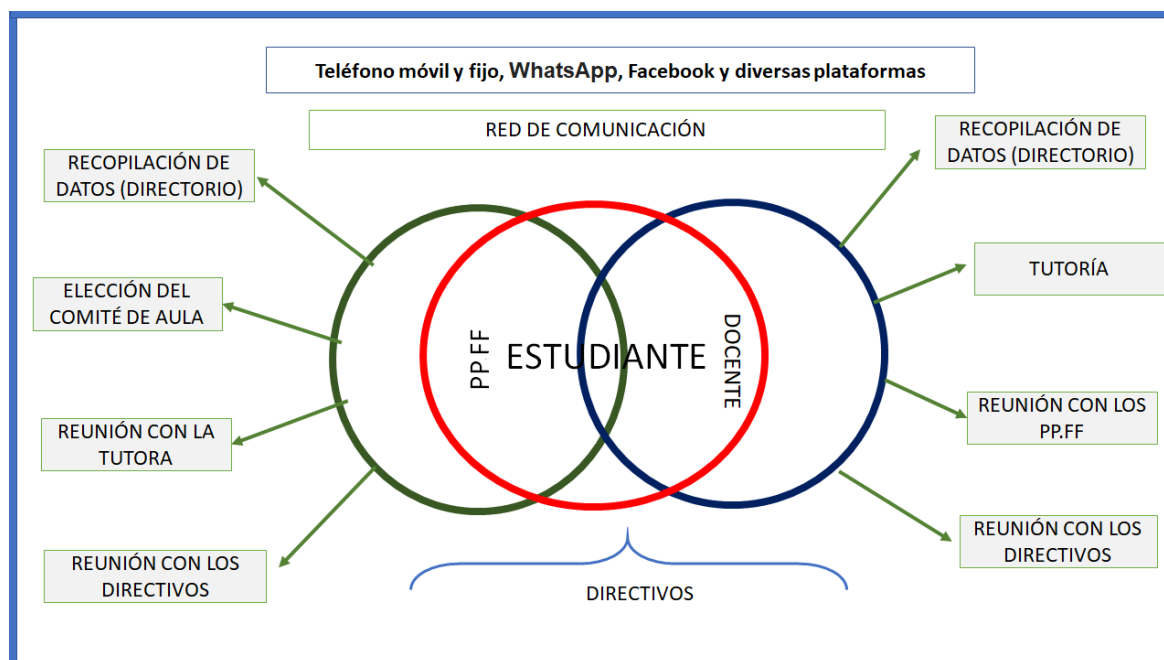 Teléfono móvil y fijo, WhatsApp, Facebook y diversas plataformas
RED DE COMUNICACIÓN
RECOPILACIÓN DE
DATOS (DIRECTORIO)
ELECCIÓN DEL
COMITÉ DE AULA
REUNIÓN CON LA
TUTORA
REUNIÓN CON LOS
DIRECTIVOS
PP.FF
ESTUDIANTE
DOCENTE
RECOPILACIÓN DE
DATOS (DIRECTORIO)
TUTORÍA
REUNIÓN CON LOS
PP.FF
REUNIÓN CON LOS
DIRECTIVOS
DIRECTIVOS